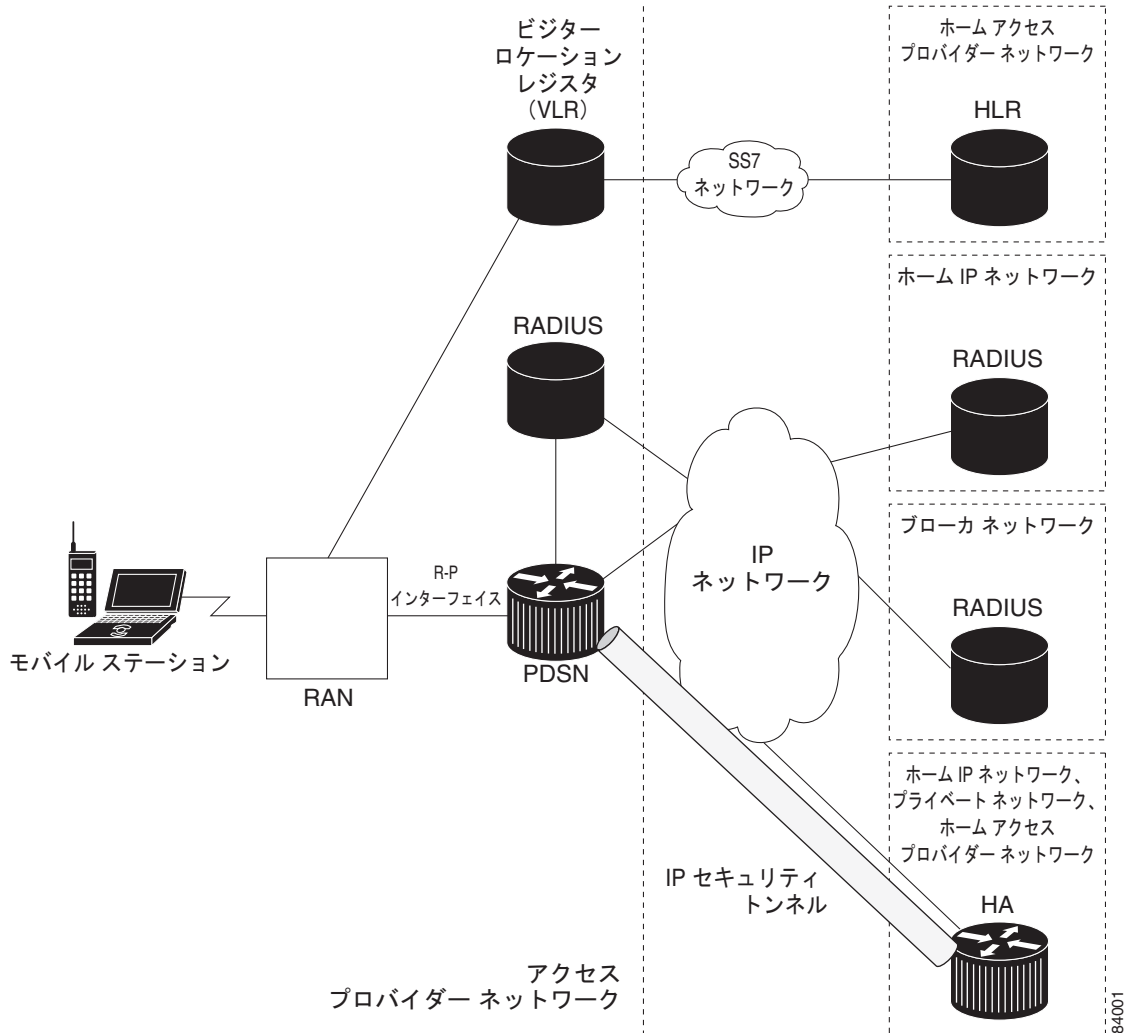 ビジター
ロケーション
レジスタ
（VLR）
ホーム アクセス
プロバイダー ネットワーク
HLR
SS7
ネットワーク
ホーム IP ネットワーク
RADIUS
RADIUS
ブローカ ネットワーク
IP
ネットワーク
R-P
インターフェイス
RADIUS
モバイル ステーション
RAN
PDSN
ホーム IP ネットワーク、
プライベート ネットワーク、
ホーム アクセス
プロバイダー ネットワーク
IP セキュリティ
トンネル
HA
アクセス
プロバイダー ネットワーク
84001